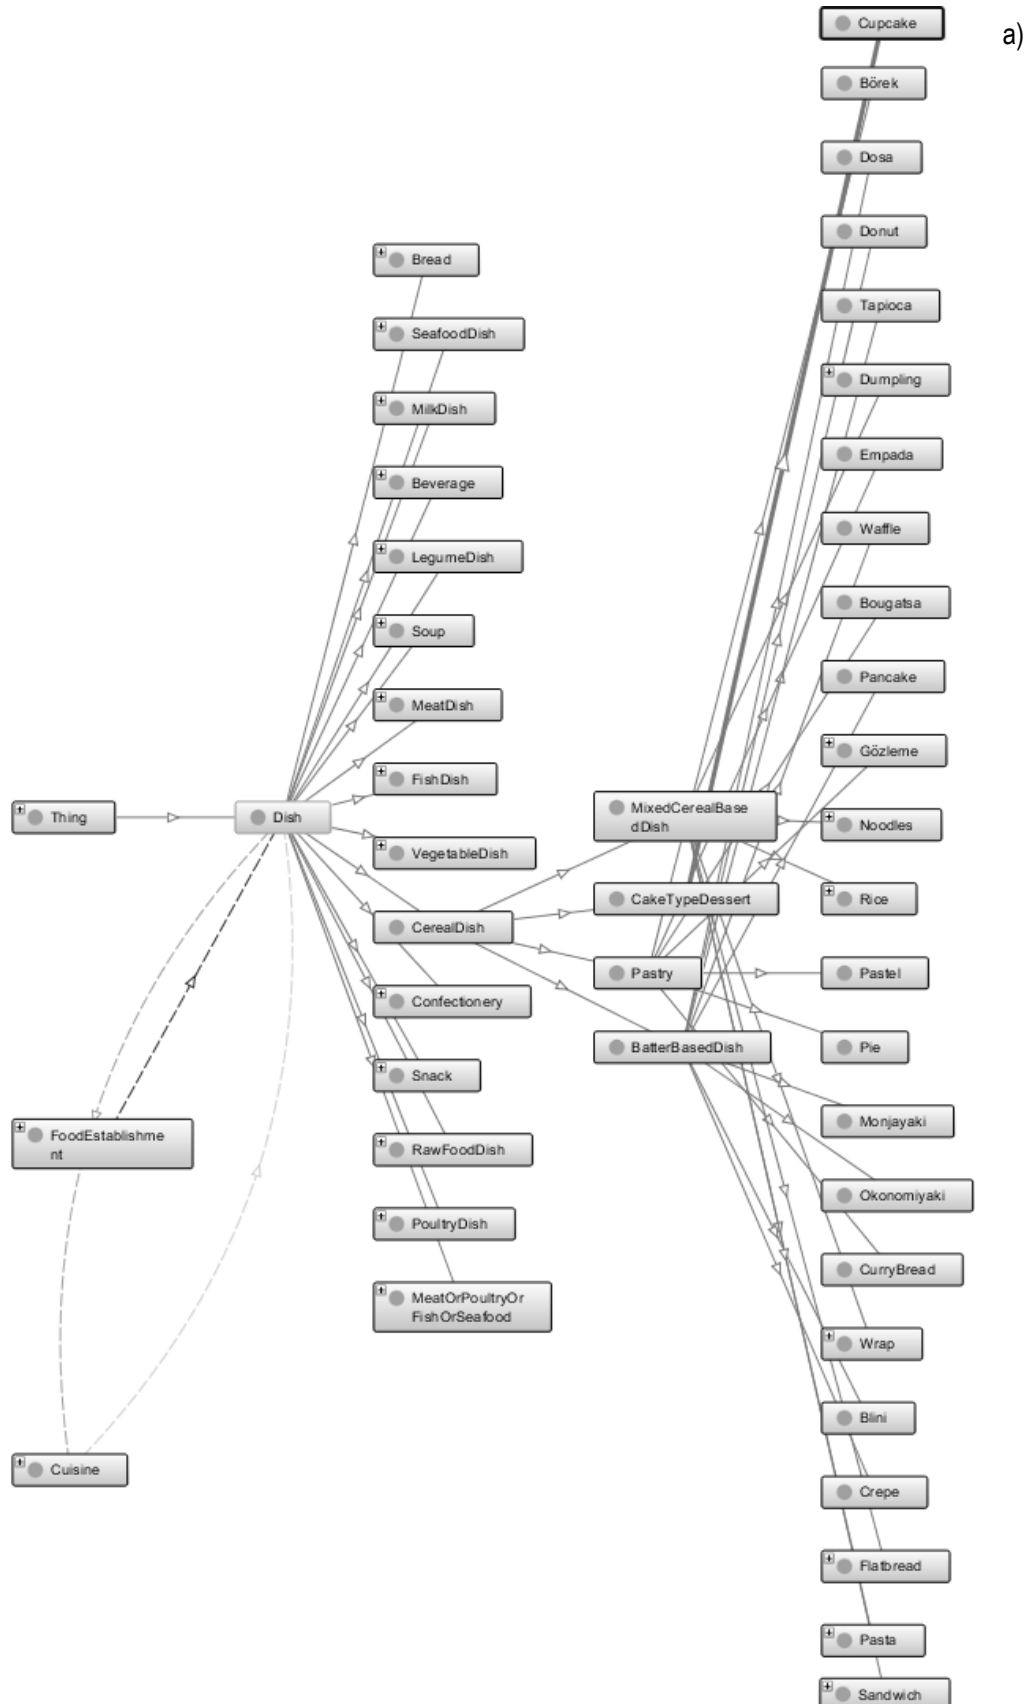 a)
Thing
FoodEstablishme
nt
Cuisine
Dish
Bread
SeafoodDish
MilkDish
Beverage
LegumeDish
Soup
MeatDish
FishDish
VegetableDish
CerealDish
Confectionery
Snack
RawFoodDish
PoultryDish
MeatOrPoultryOr
FishOrSeafood
MixedCerealBase
dDish
CakeTypeDessert
Pastry
BatterBasedDish
Cupcake
Börek
Dosa
Donut
Tapioca
Dumpling
Empada
Waffle
Bougatsa
Pancake
Gözleme
Noodles
Rice
Pastel
Pie
Monjayaki
Okonomiyaki
CurryBread
Wrap
Blini
Crepe
Flatbread
Pasta
Sandwich